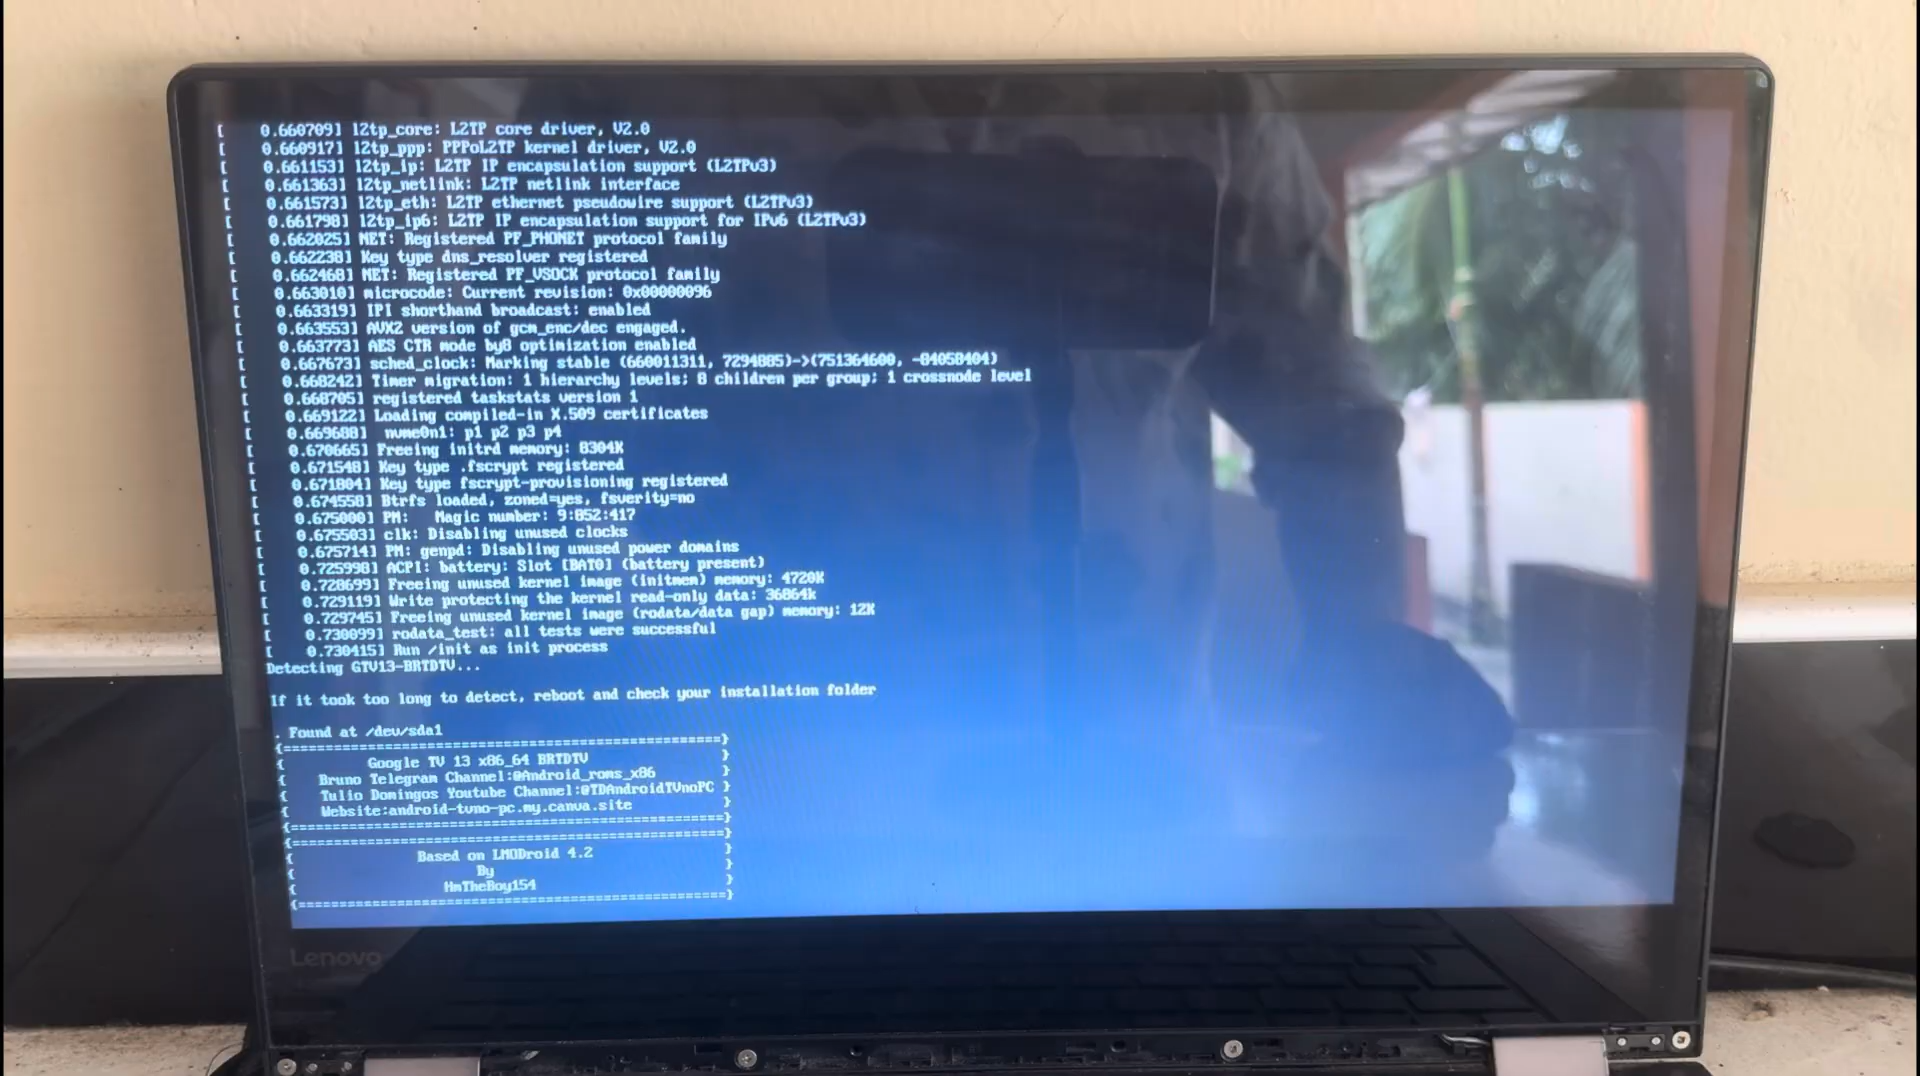 [    0.660709] l2tp_core: L2TP core driver, V2.0
[    0.660917] l2tp_ppp: PPPoL2TP kernel driver, V2.0
[    0.661153] l2tp_ip: L2TP IP encapsulation support (L2TPv3)
[    0.661363] l2tp_netlink: L2TP netlink interface
[    0.661573] l2tp_eth: L2TP ethernet pseudowire support (L2TPv3)
[    0.661798] l2tp_ip6: L2TP IP encapsulation support for IPv6 (L2TPv3)
[    0.662025] NET: Registered PF_PHONET protocol family
[    0.662238] Key type dns_resolver registered
[    0.662468] NET: Registered PF_VSOCK protocol family
[    0.663010] microcode: Current revision: 0x00000096
[    0.663319] IPI shorthand broadcast: enabled
[    0.663553] AVX2 version of gcm_enc/dec engaged.
[    0.663773] AES CTR mode by8 optimization enabled
[    0.667673] sched_clock: Marking stable (660011311, 7294885)->(751364600, -84058404)
[    0.668242] Timer migration: 1 hierarchy levels; 8 children per group; 1 crossnode level
[    0.668705] registered taskstats version 1
[    0.669122] Loading compiled-in X.509 certificates
[    0.669688]  nvme0n1: p1 p2 p3 p4
[    0.670665] Freeing initrd memory: 8304K
[    0.671548] Key type .fscrypt registered
[    0.671804] Key type fscrypt-provisioning registered
[    0.674558] Btrfs loaded, zoned=yes, fsverity=no
[    0.675000] PM:   Magic number: 9:852:417
[    0.675503] clk: Disabling unused clocks
[    0.675714] PM: genpd: Disabling unused power domains
[    0.725998] ACPI: battery: Slot [BAT0] (battery present)
[    0.728699] Freeing unused kernel image (initmem) memory: 4720K
[    0.729119] Write protecting the kernel read-only data: 36864k
[    0.729745] Freeing unused kernel image (rodata/data gap) memory: 12K
[    0.730099] rodata_test: all tests were successful
[    0.730415] Run /init as init process
Detecting GTV13-BRTDTV...
If it took too long to detect, reboot and check your installation folder
. Found at /dev/sda1
{===============================================}
{ Google TV 13 x86_64 BRTDTV }
{ Bruno Telegram Channel:@Android_roms_x86 }
{ Tulio Domingos Youtube Channel:@TDAndroidTVnoPC }
{ Website:android-tvno-pc.my.canva.site }
{===============================================}
{===============================================}
{ Based on LMODroid 4.2 }
{ By }
{ HmTheBoy154 }
{===============================================}
Lenovo